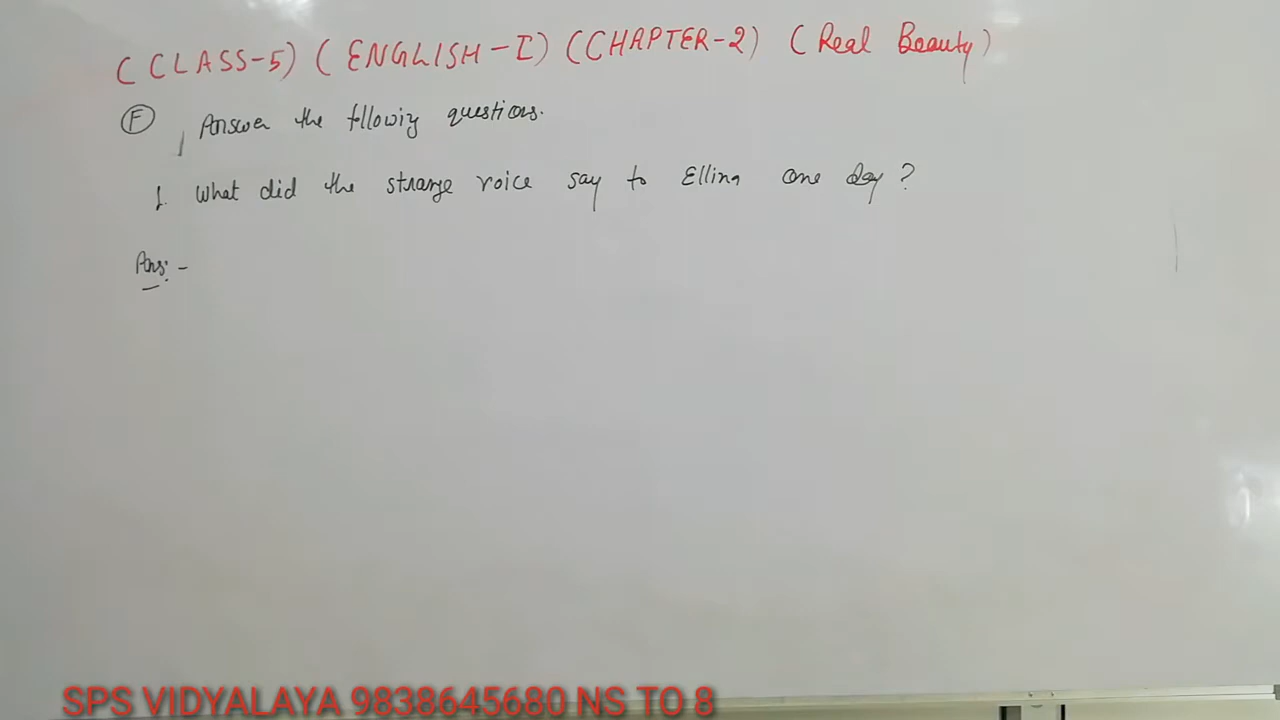 (CLASS-5) (ENGLISH-I) (CHAPTER-2) (Real Beauty)
(F) Answer the following questions.
1. What did the strange voice say to Ellina one day?
Ans:-
SPS VIDYALAYA 9838645680 NS TO 8